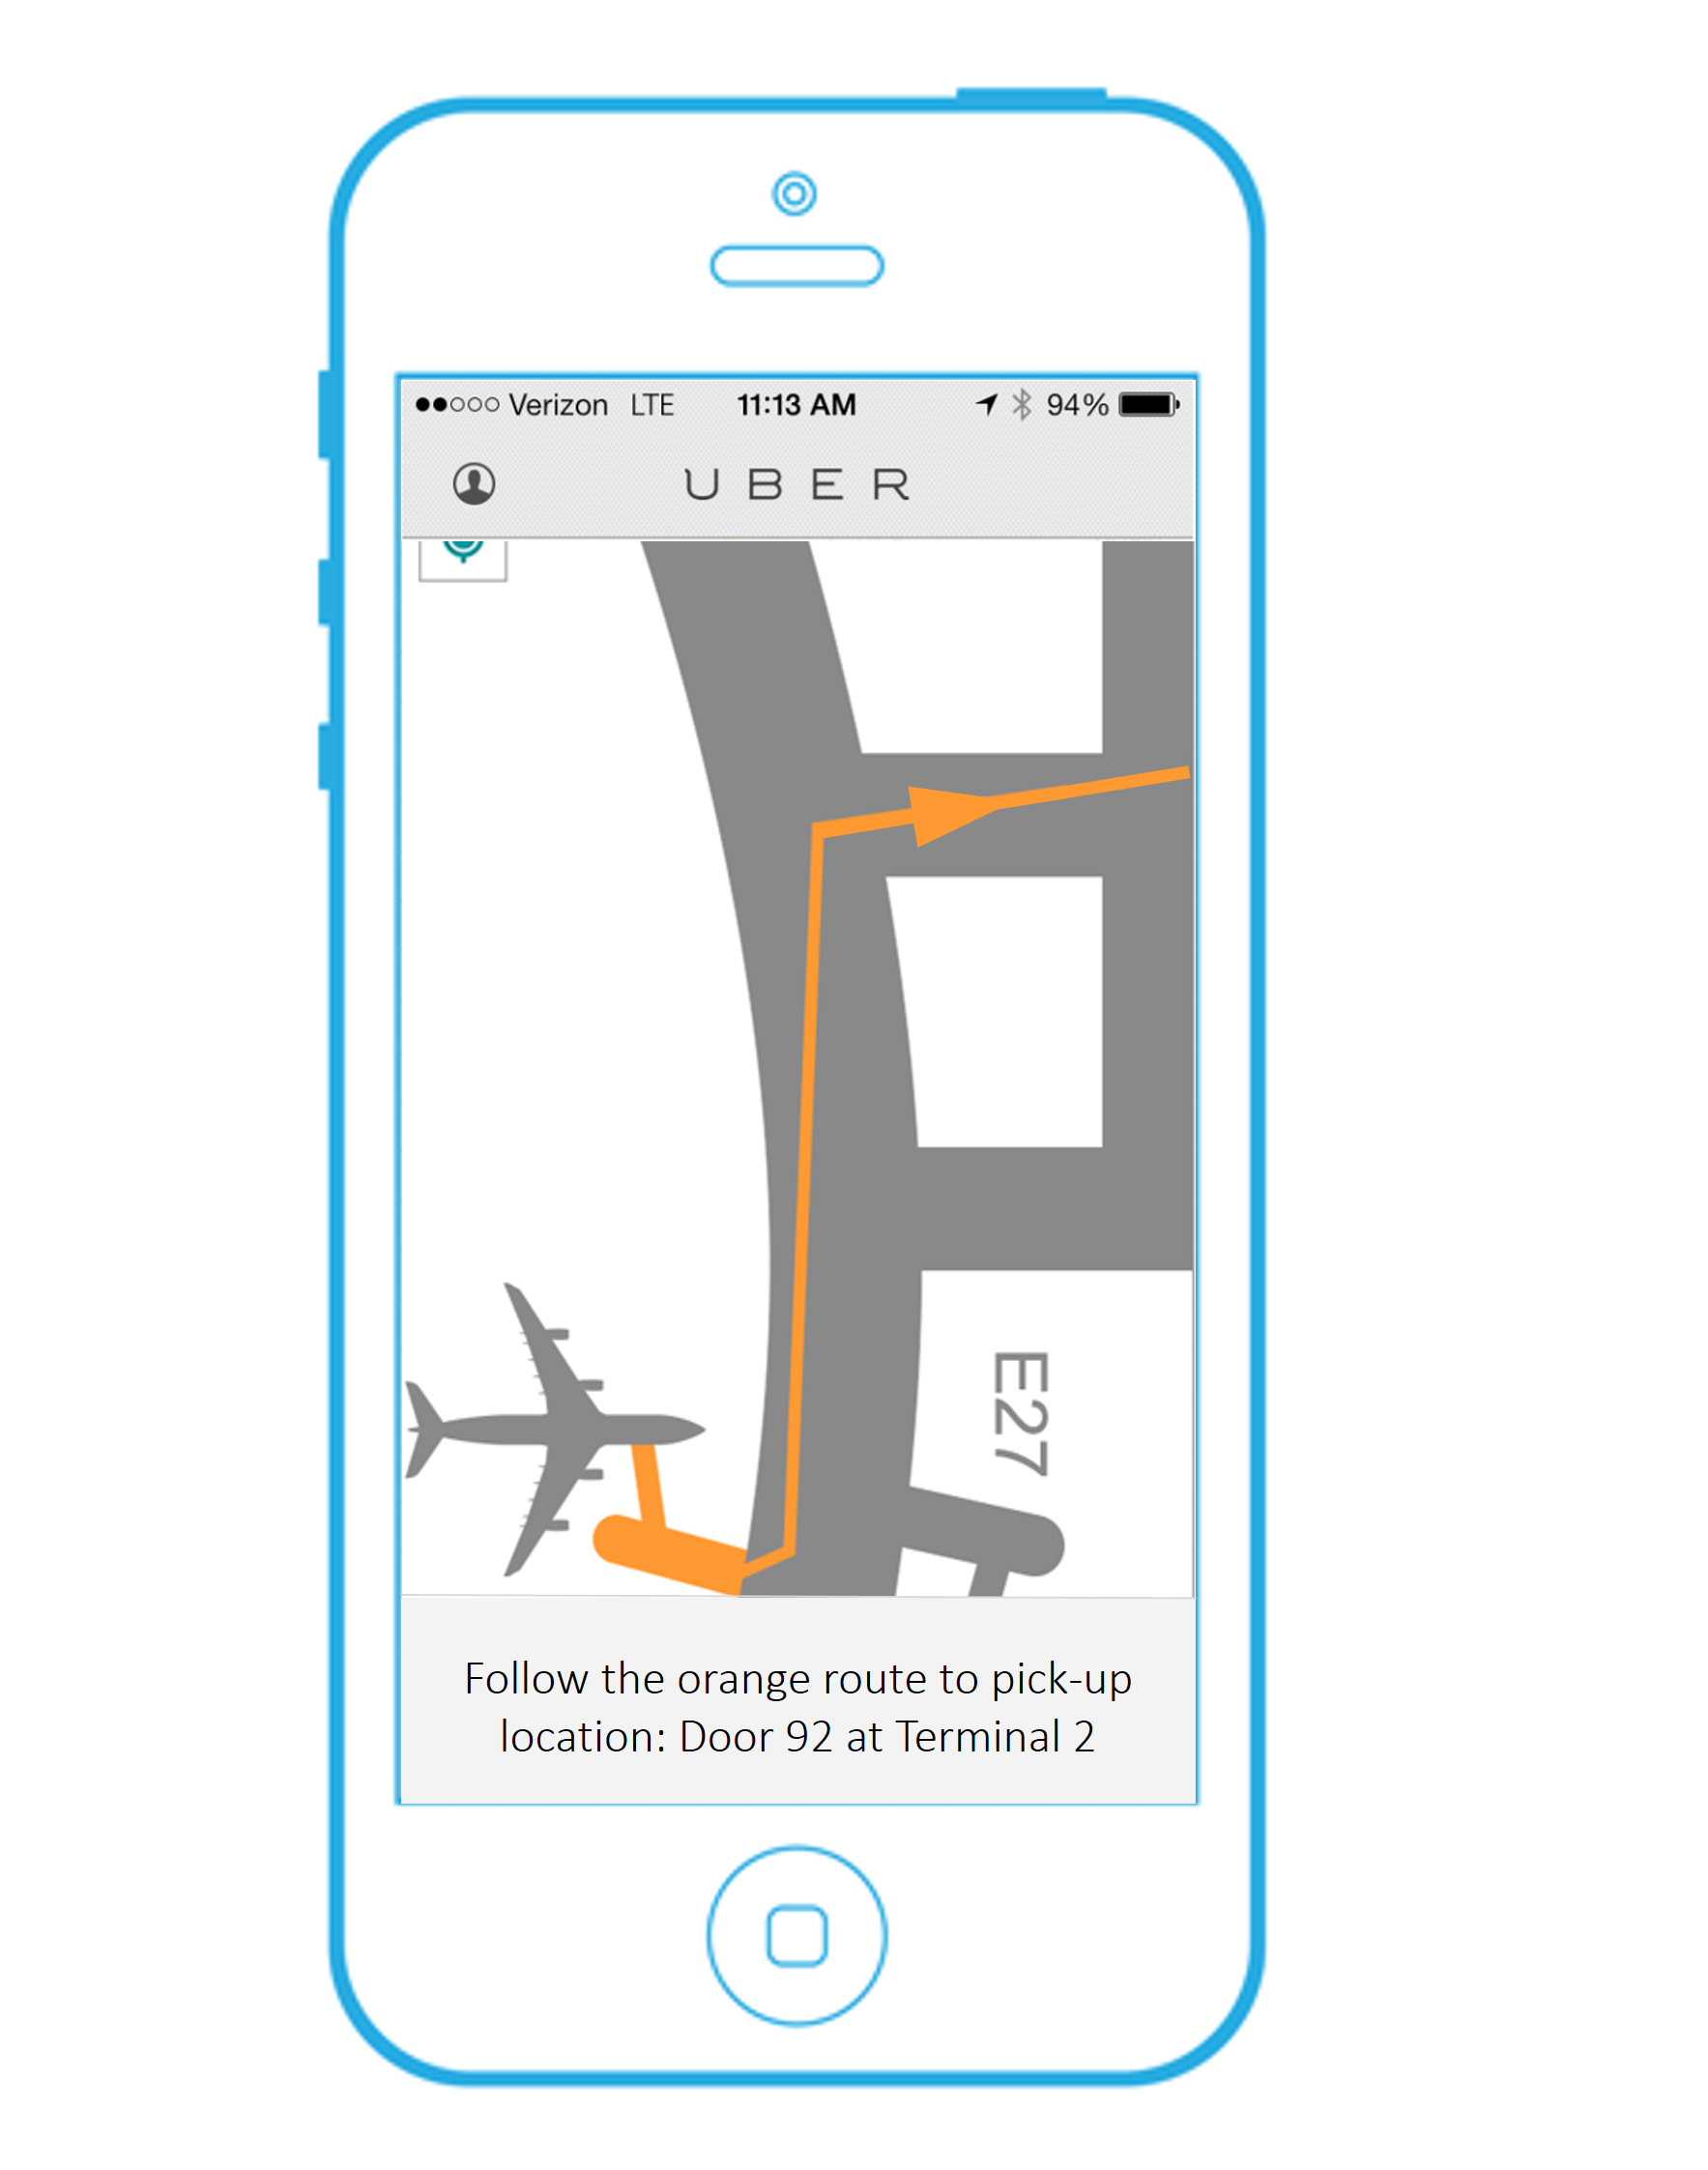 Verizon LTE 11:13 AM 94%
UBER
E27
Follow the orange route to pick-up
location: Door 92 at Terminal 2